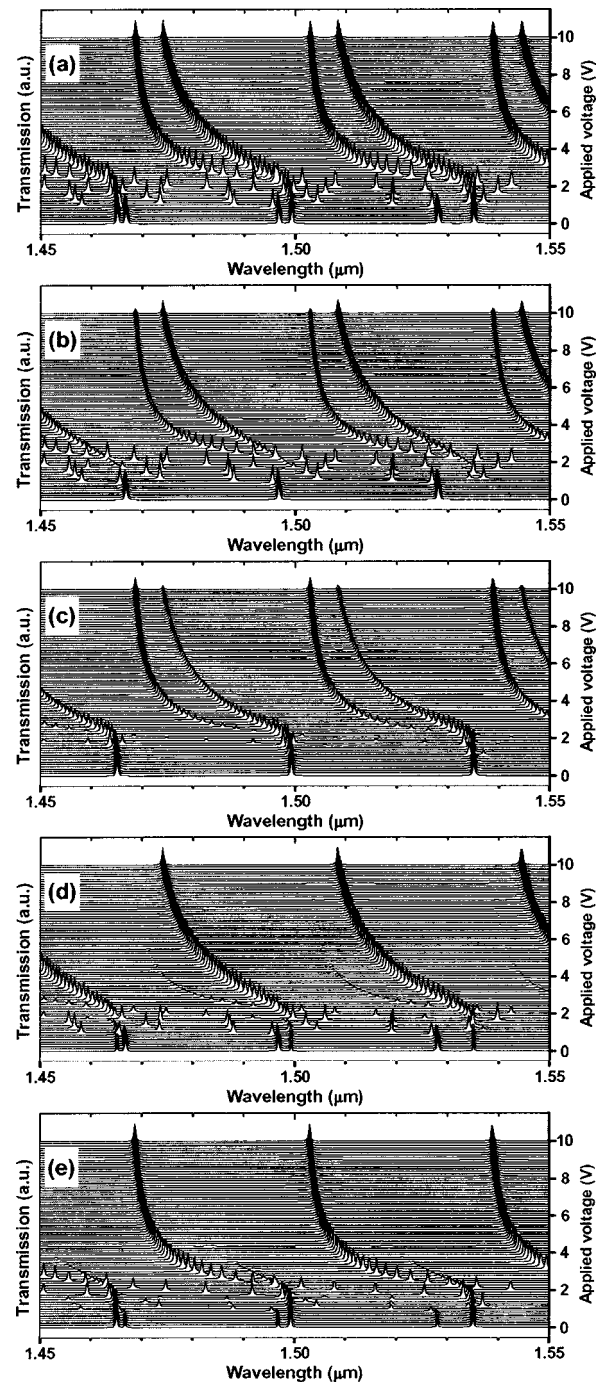 (a)
Transmission (a.u.)
Applied voltage (V)
10
8
6
4
2
0
1.45
1.50
1.55
Wavelength (μm)
(b)
Transmission (a.u.)
Applied voltage (V)
10
8
6
4
2
0
1.45
1.50
1.55
Wavelength (μm)
(c)
Transmission (a.u.)
Applied voltage (V)
10
8
6
4
2
0
1.45
1.50
1.55
Wavelength (μm)
(d)
Transmission (a.u.)
Applied voltage (V)
10
8
6
4
2
0
1.45
1.50
1.55
Wavelength (μm)
(e)
Transmission (a.u.)
Applied voltage (V)
10
8
6
4
2
0
1.45
1.50
1.55
Wavelength (μm)